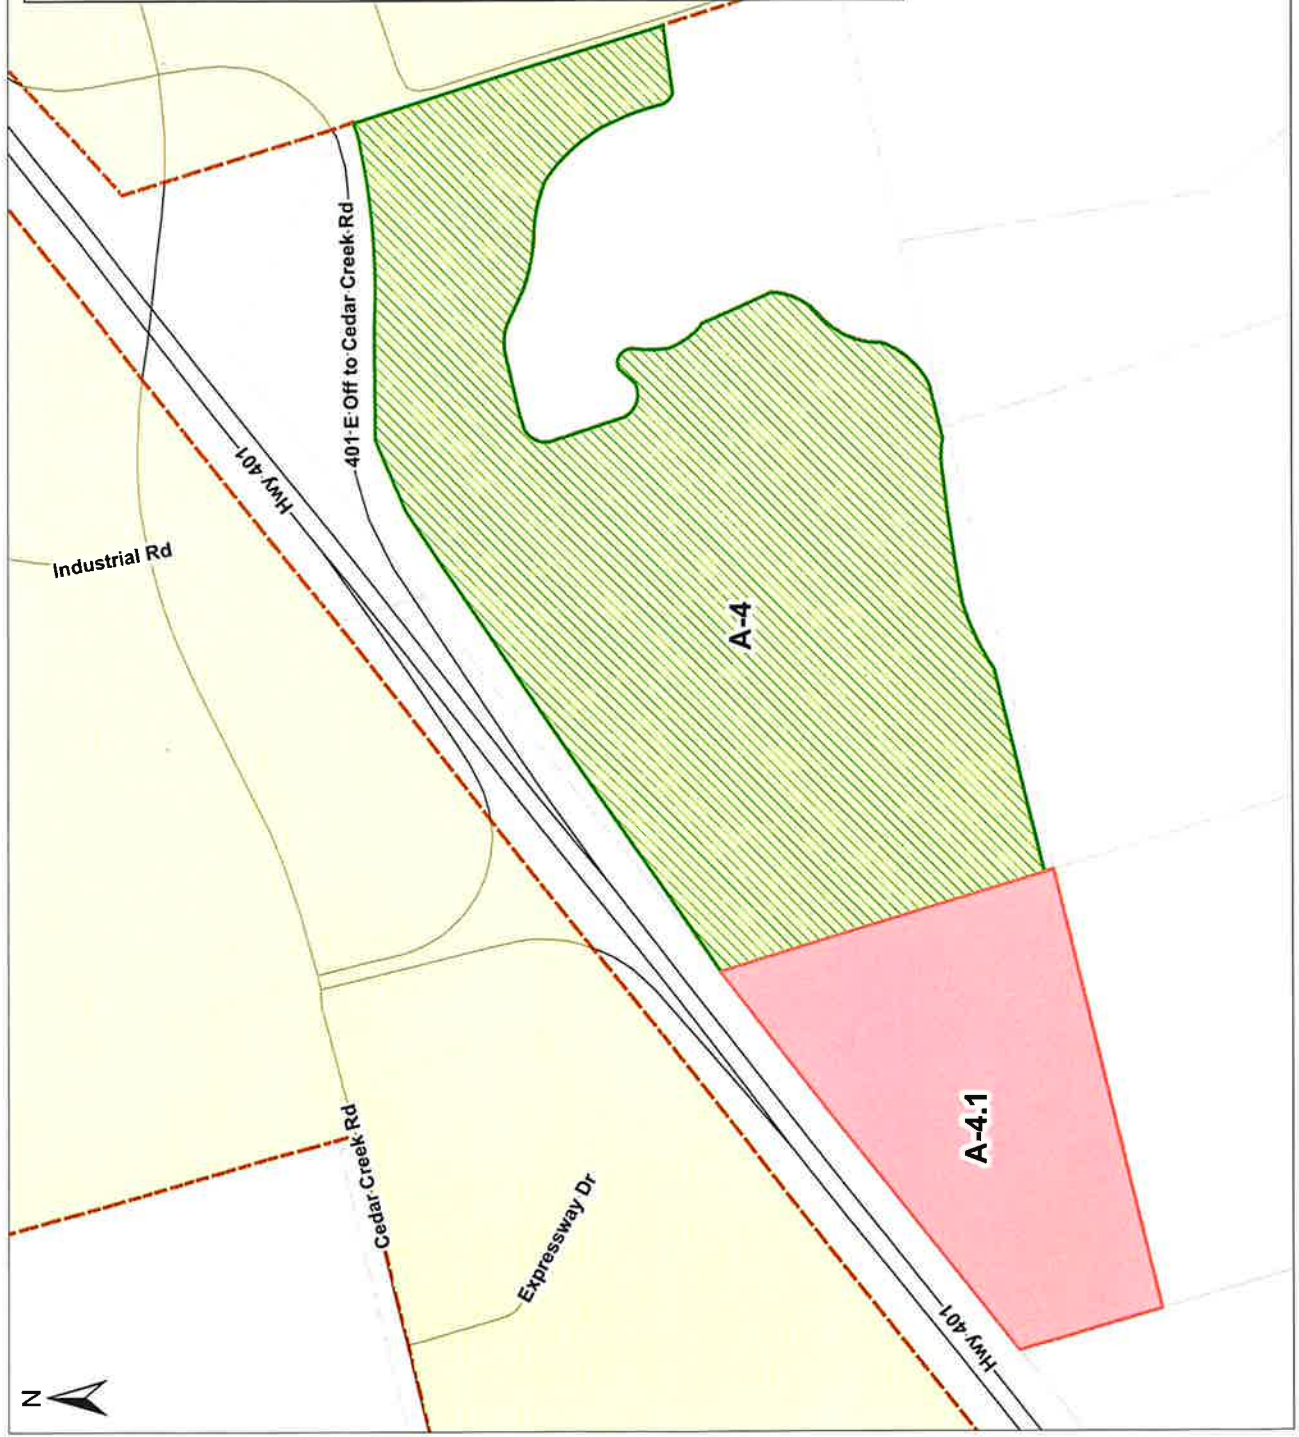 401 E Off to Cedar Creek Rd
Hwy 401
Industrial Rd
A-4
Cedar Creek Rd
Expressway Dr
A-4.1
Hwy 401
N